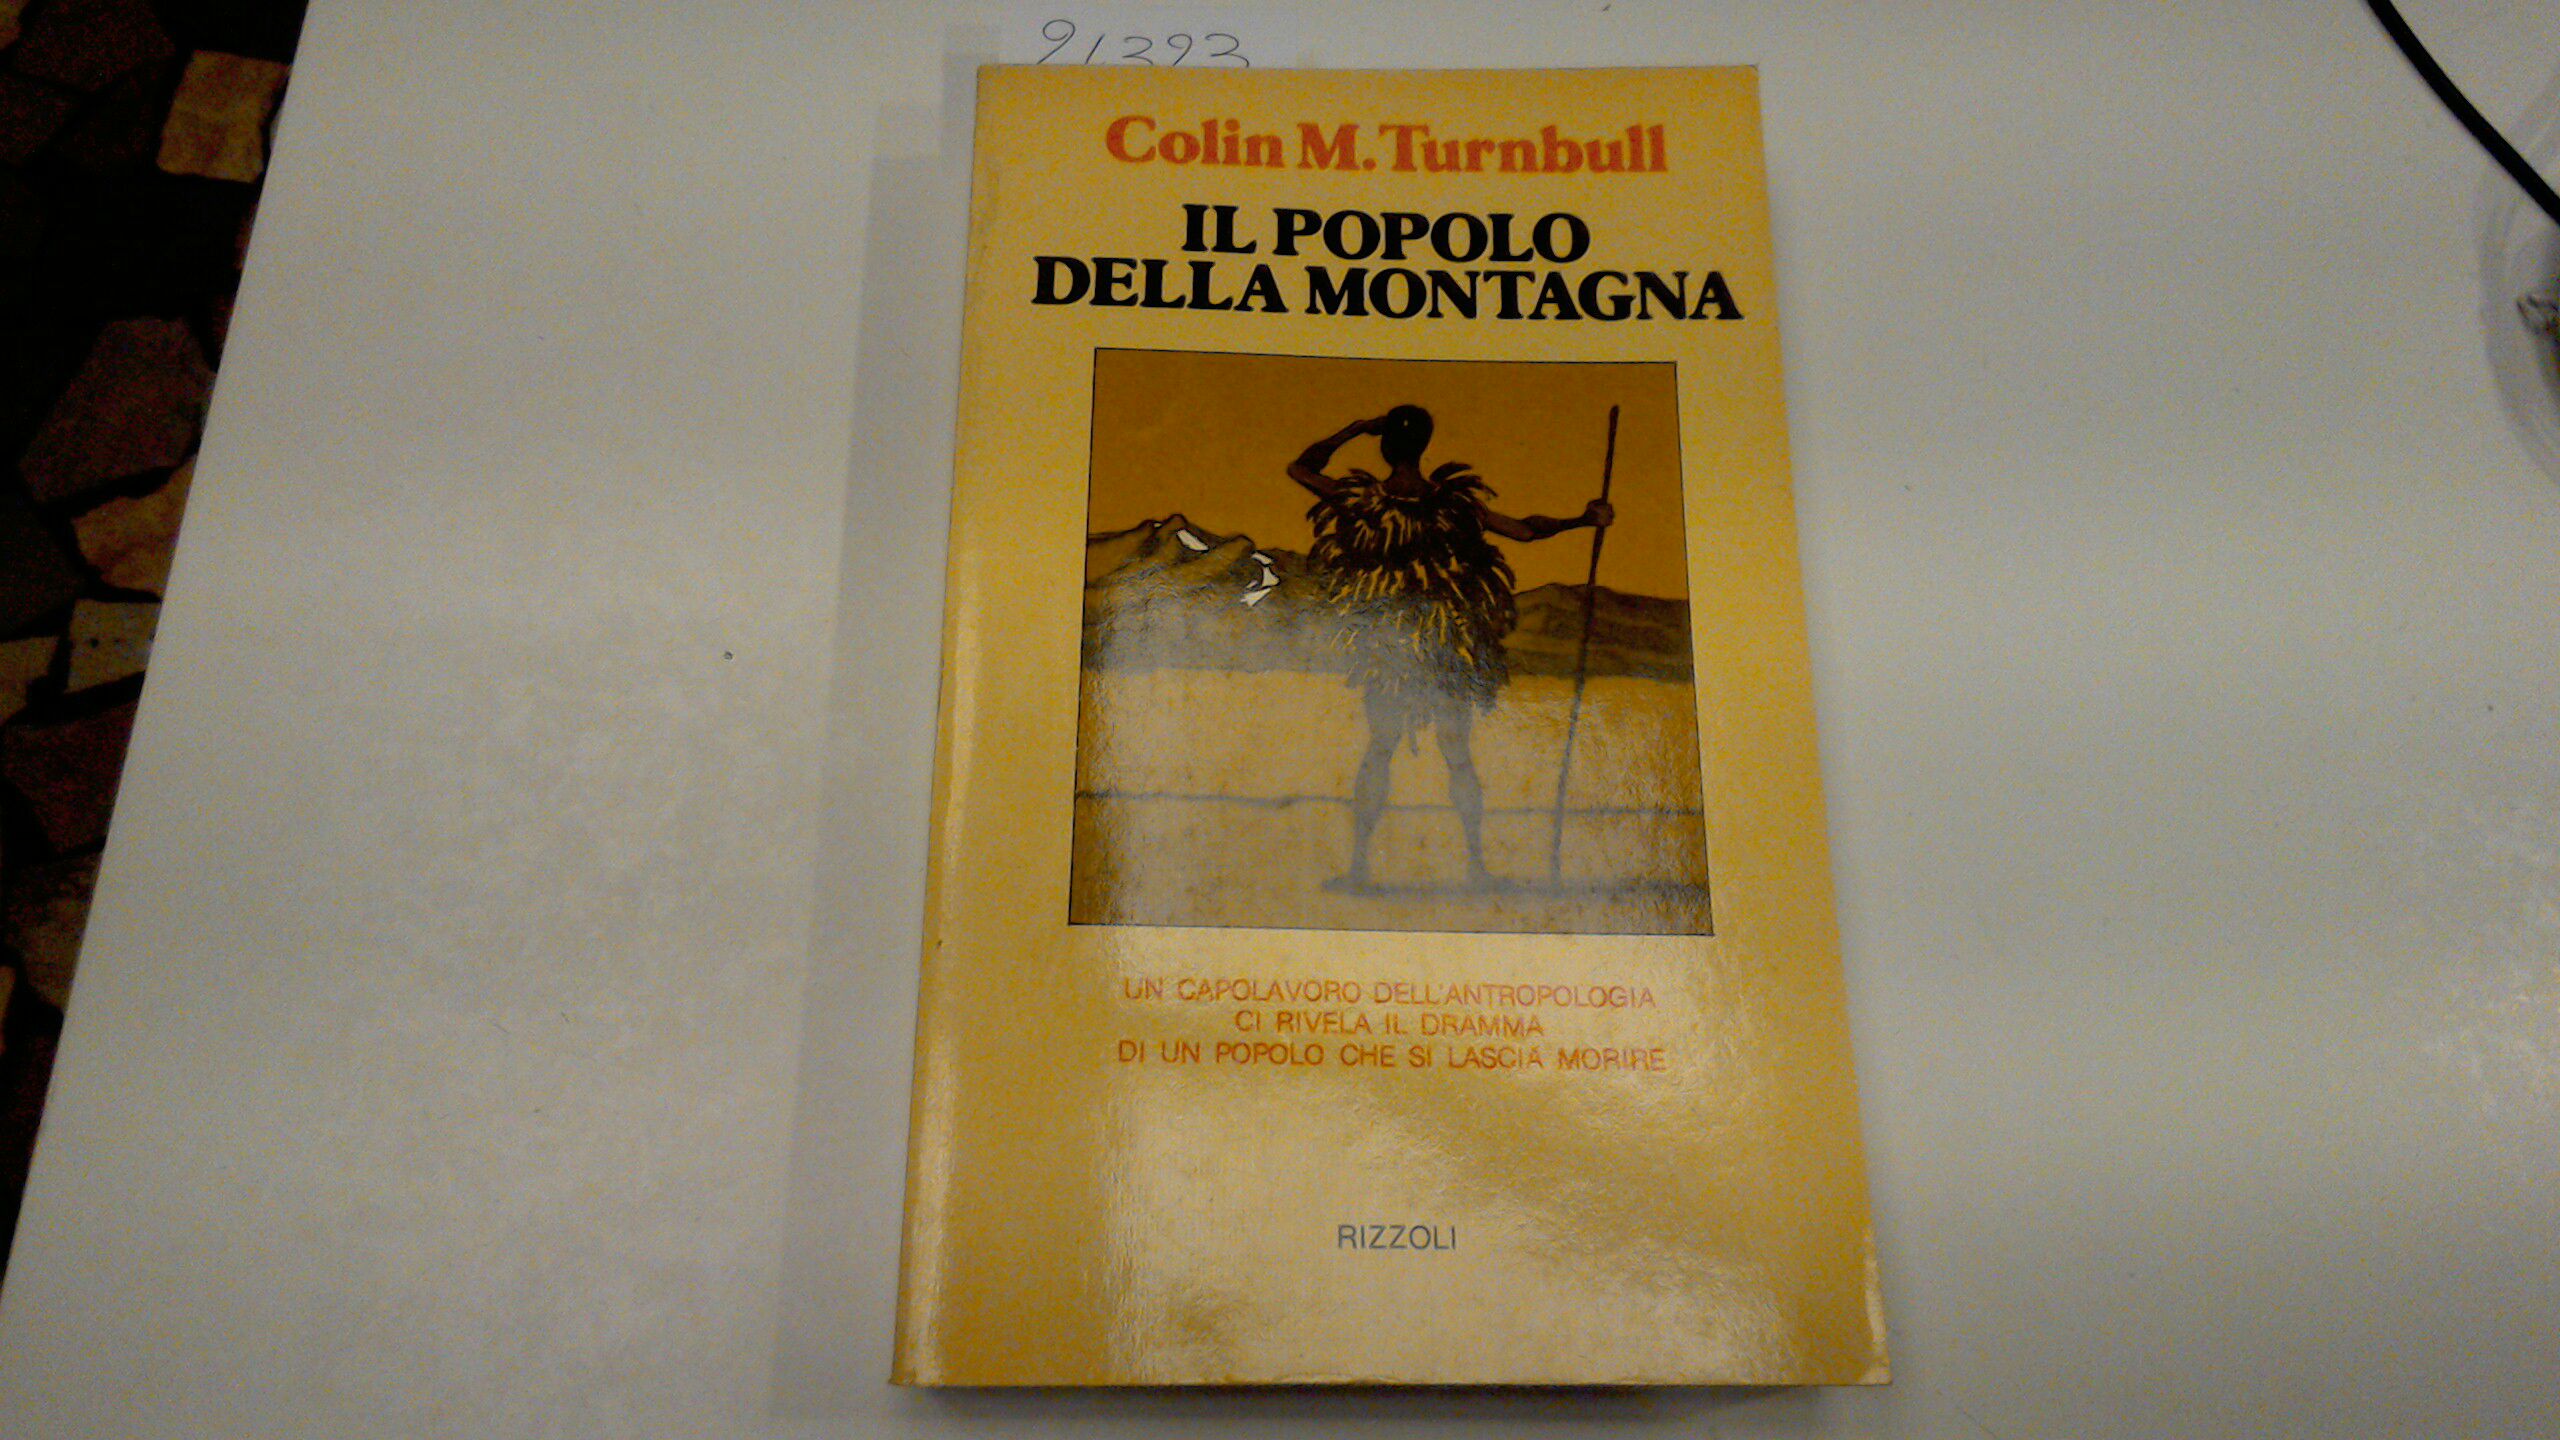 91393
Colin M. Turnbull
IL POPOLO
DELLA MONTAGNA
UN CAPOLAVORO DELL'ANTROPOLOGIA
CI RIVELA IL DRAMMA
DI UN POPOLO CHE SI LASCIA MORIRE
RIZZOLI